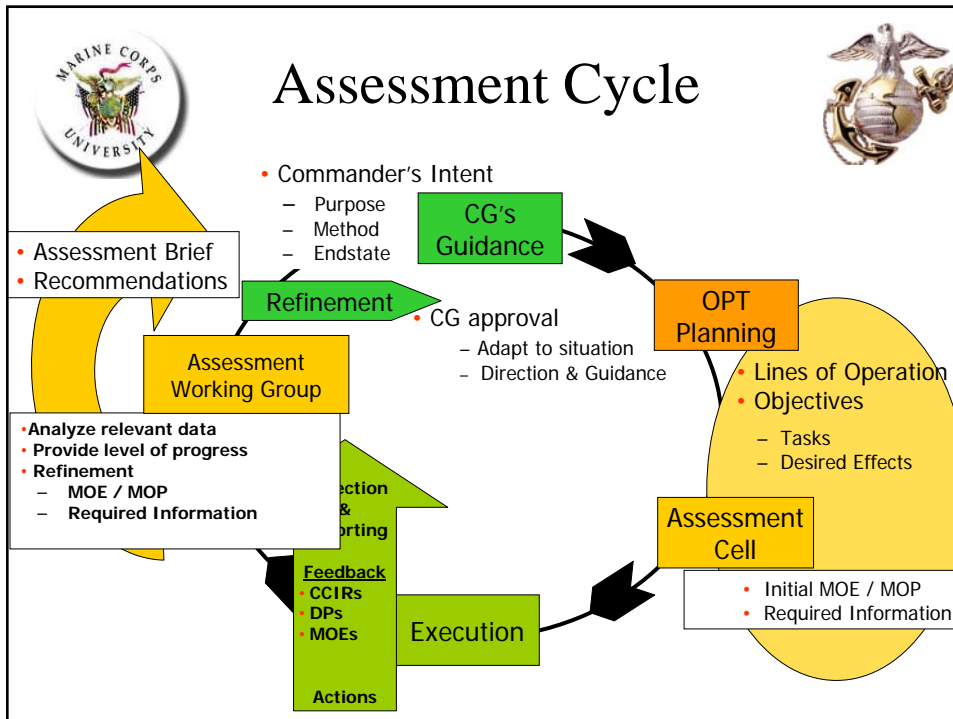 MARINE CORPS
UNIVERSITY
Assessment Cycle
• Commander's Intent
– Purpose
– Method
– Endstate
CG's
Guidance
• Assessment Brief
• Recommendations
Refinement
• CG approval
– Adapt to situation
– Direction & Guidance
OPT
Planning
• Lines of Operation
• Objectives
– Tasks
– Desired Effects
Assessment
Working Group
• Analyze relevant data
• Provide level of progress
• Refinement
– MOE / MOP
– Required Information
&
Feedback
• CCIRs
• DPs
• MOEs
Actions
Execution
Assessment
Cell
• Initial MOE / MOP
• Required Information